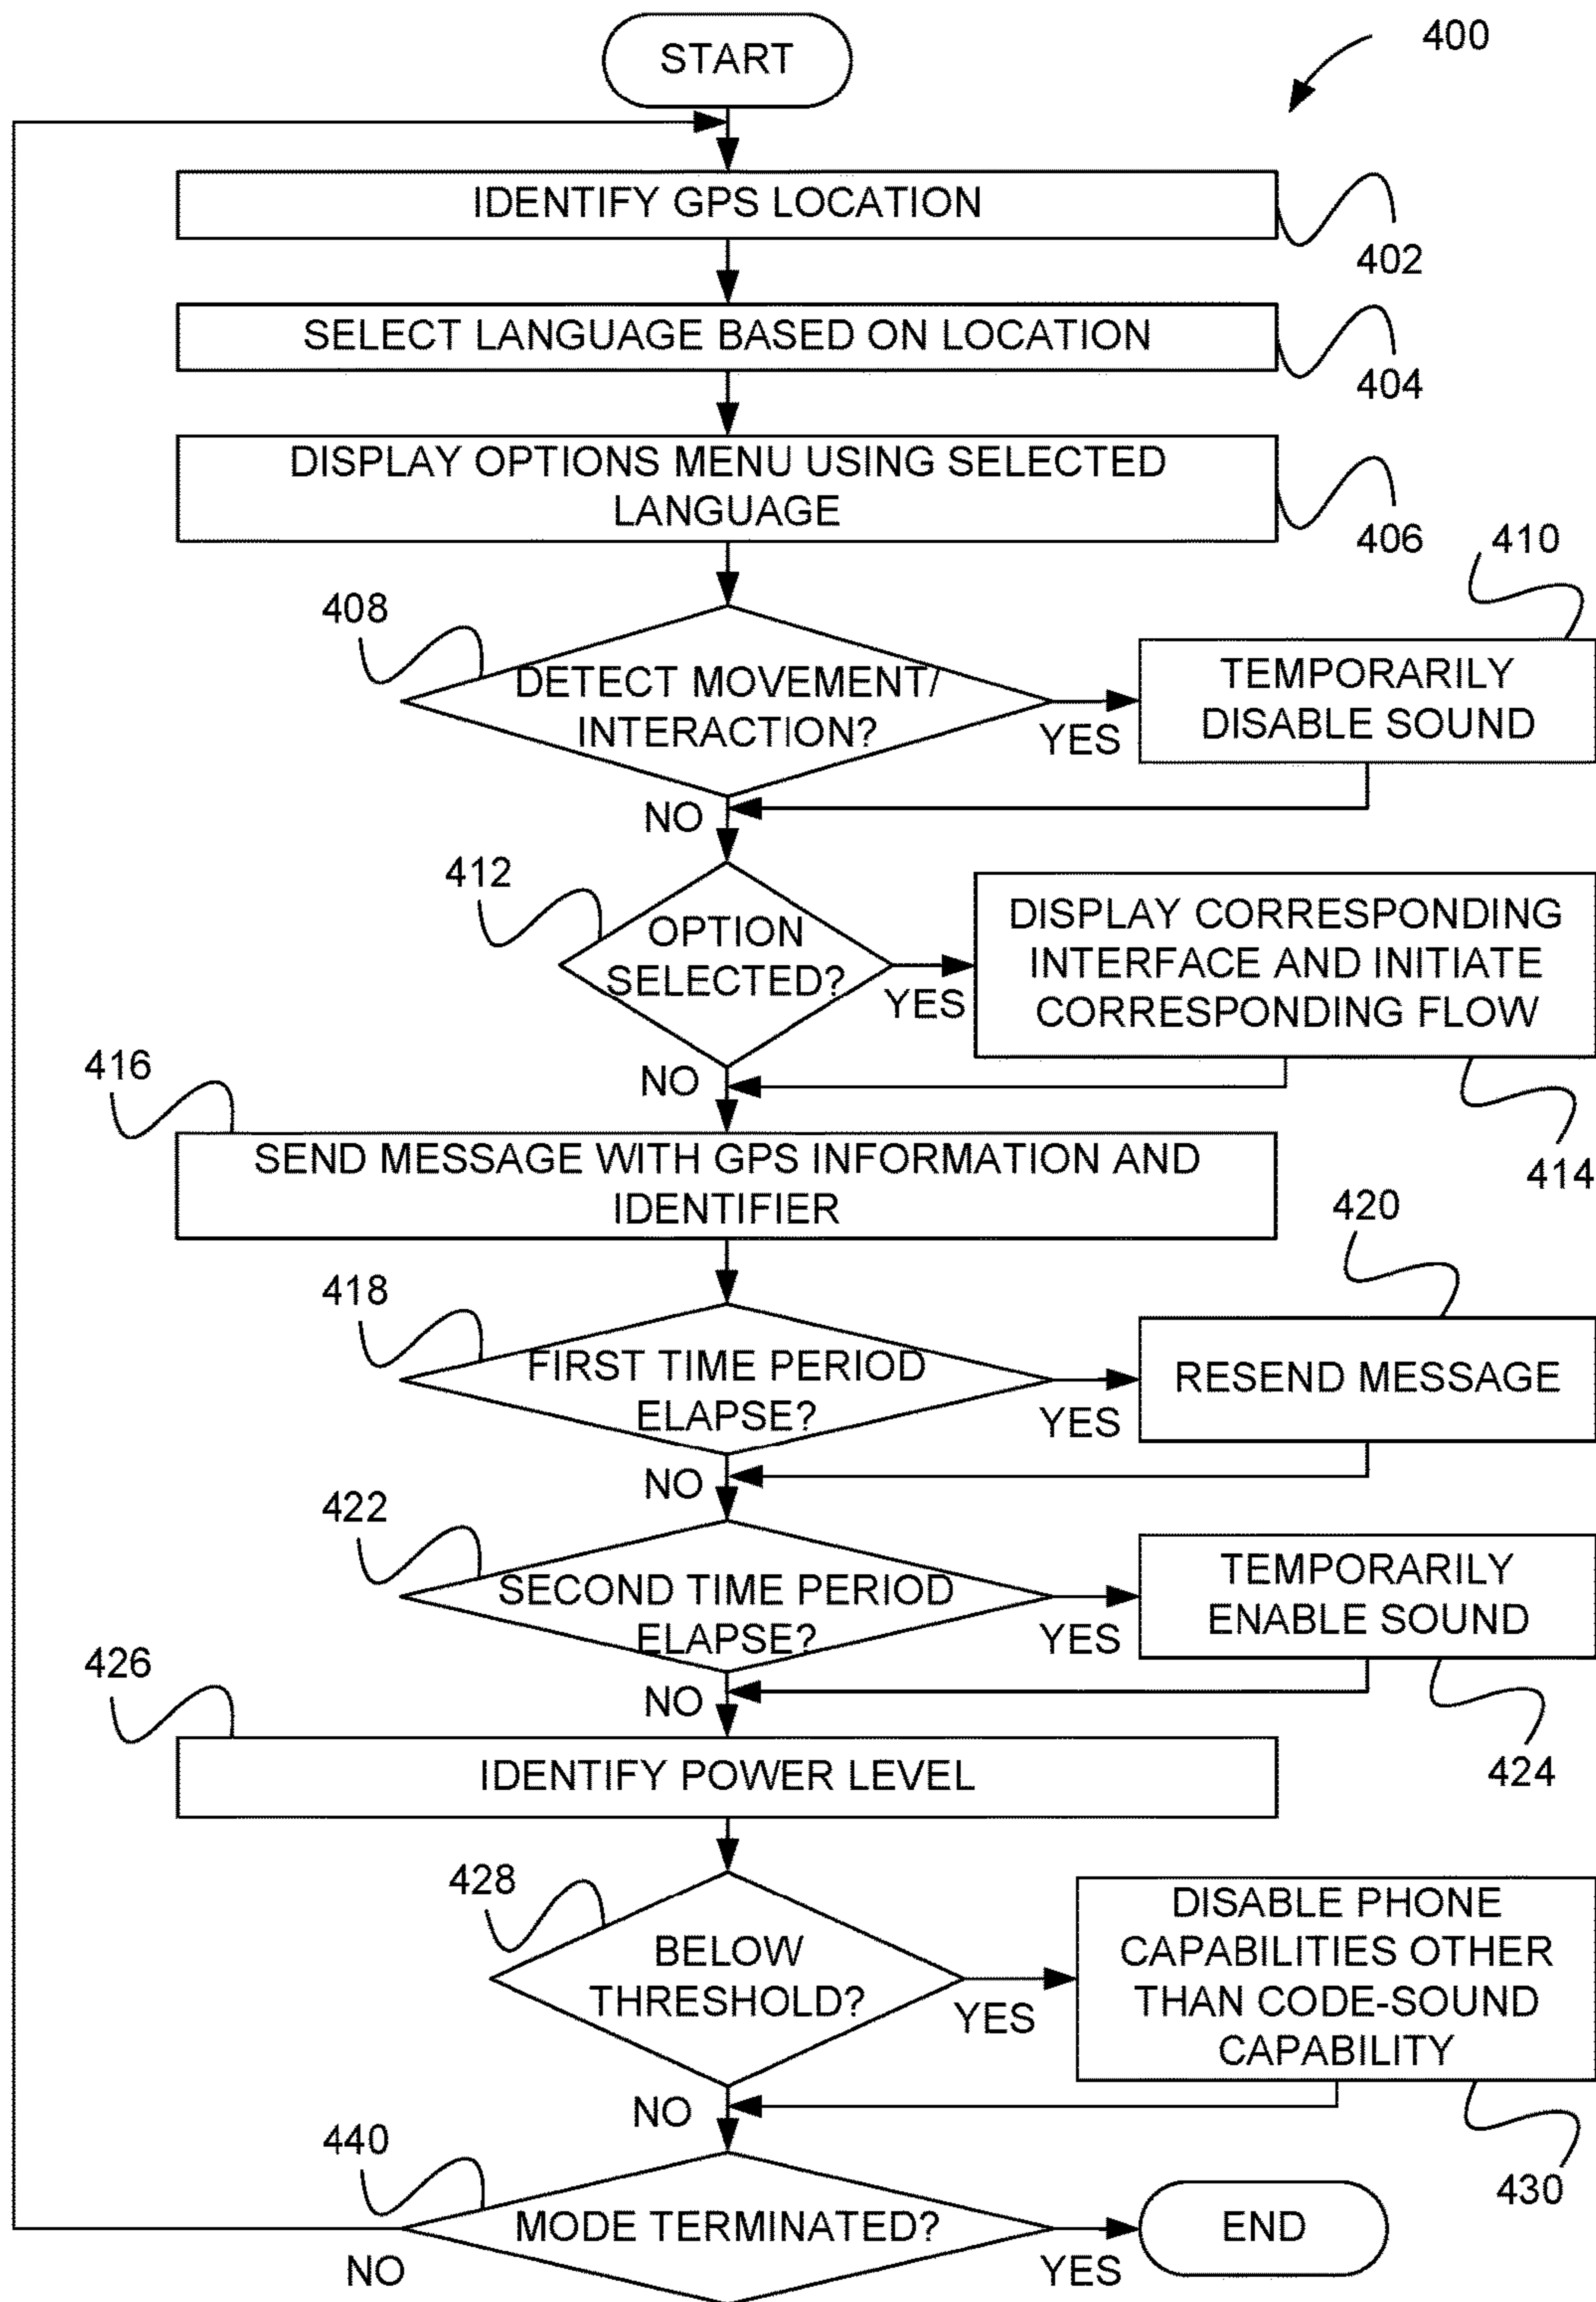 START
400
IDENTIFY GPS LOCATION
402
SELECT LANGUAGE BASED ON LOCATION
404
DISPLAY OPTIONS MENU USING SELECTED
LANGUAGE
406
408
DETECT MOVEMENT/
INTERACTION?
YES
410
TEMPORARILY
DISABLE SOUND
NO
412
OPTION
SELECTED?
YES
DISPLAY CORRESPONDING
INTERFACE AND INITIATE
CORRESPONDING FLOW
414
NO
416
SEND MESSAGE WITH GPS INFORMATION AND
IDENTIFIER
418
FIRST TIME PERIOD
ELAPSE?
YES
420
RESEND MESSAGE
NO
422
SECOND TIME PERIOD
ELAPSE?
YES
TEMPORARILY
ENABLE SOUND
424
NO
426
IDENTIFY POWER LEVEL
428
BELOW
THRESHOLD?
YES
DISABLE PHONE
CAPABILITIES OTHER
THAN CODE-SOUND
CAPABILITY
430
NO
440
MODE TERMINATED?
NO
YES
END